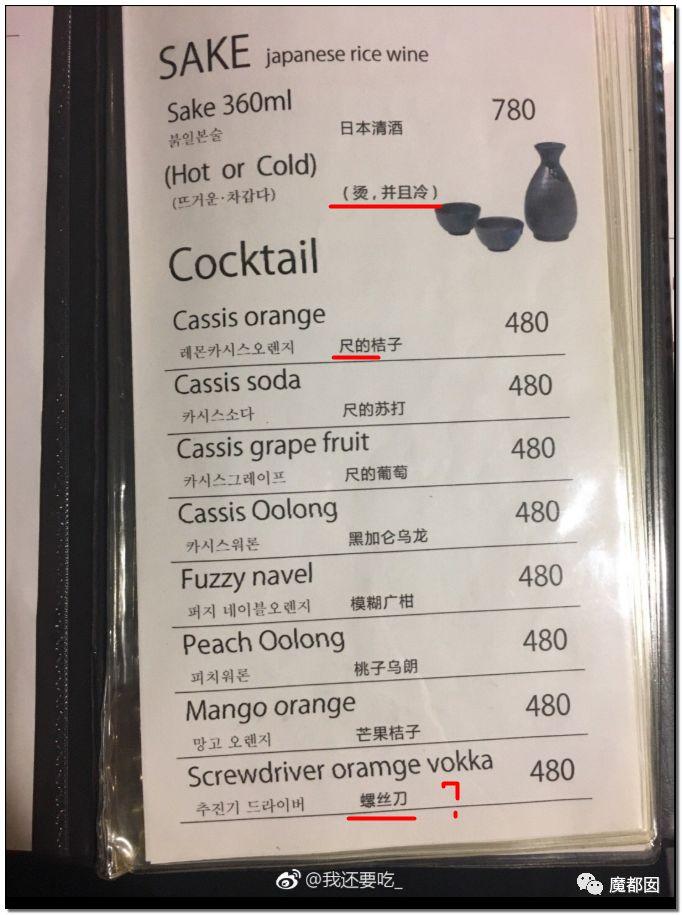 SAKE japanese rice wine
Sake 360ml 780
붉일본술 日本清酒
(Hot or Cold)
(뜨거운·차갑다) (烫,并且冷)
Cocktail
Cassis orange 480
레몬카시스오렌지 尺的桔子
Cassis soda 480
카시스소다 尺的苏打
Cassis grape fruit 480
카시스그레이프 尺的葡萄
Cassis Oolong 480
카시스워론 黑加仑乌龙
Fuzzy navel 480
퍼지 네이블오렌지 模糊广柑
Peach Oolong 480
피치워론 桃子乌朗
Mango orange 480
망고 오렌지 芒果桔子
Screwdriver oramge vokka 480
추진기 드라이버 螺丝刀
@我还要吃_
魔都囡